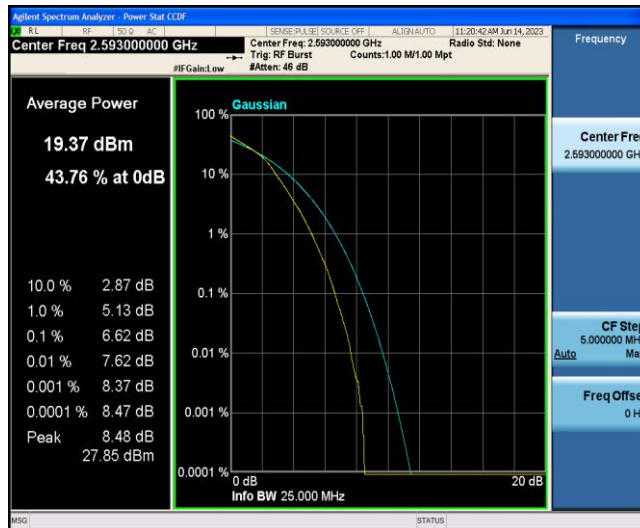 Agilent Spectrum Analyzer - Power Stat CCDF
RL RF 50 Ω AC SENSE:PULSE SOURCE OFF ALIGN AUTO 11:20:42 AM Jun 14, 2023
Center Freq 2.593000000 GHz
Center Freq: 2.593000000 GHz Radio Std: None
Trig: RF Burst Counts:1.00 M/1.00 Mpt
#IFGain:Low #Atten: 46 dB
Frequency
Average Power
19.37 dBm
43.76 % at 0dB
10.0 % 2.87 dB
1.0 % 5.13 dB
0.1 % 6.62 dB
0.01 % 7.62 dB
0.001 % 8.37 dB
0.0001 % 8.47 dB
Peak 8.48 dB
27.85 dBm
Gaussian
100 %
10 %
1 %
0.1 %
0.01 %
0.001 %
0.0001 %
0 dB 20 dB
Info BW 25.000 MHz
Center Fre
2.593000000 GH
CF Step
5.000000 MH
Auto Ma
Freq Offse
0 H
MSG STATUS